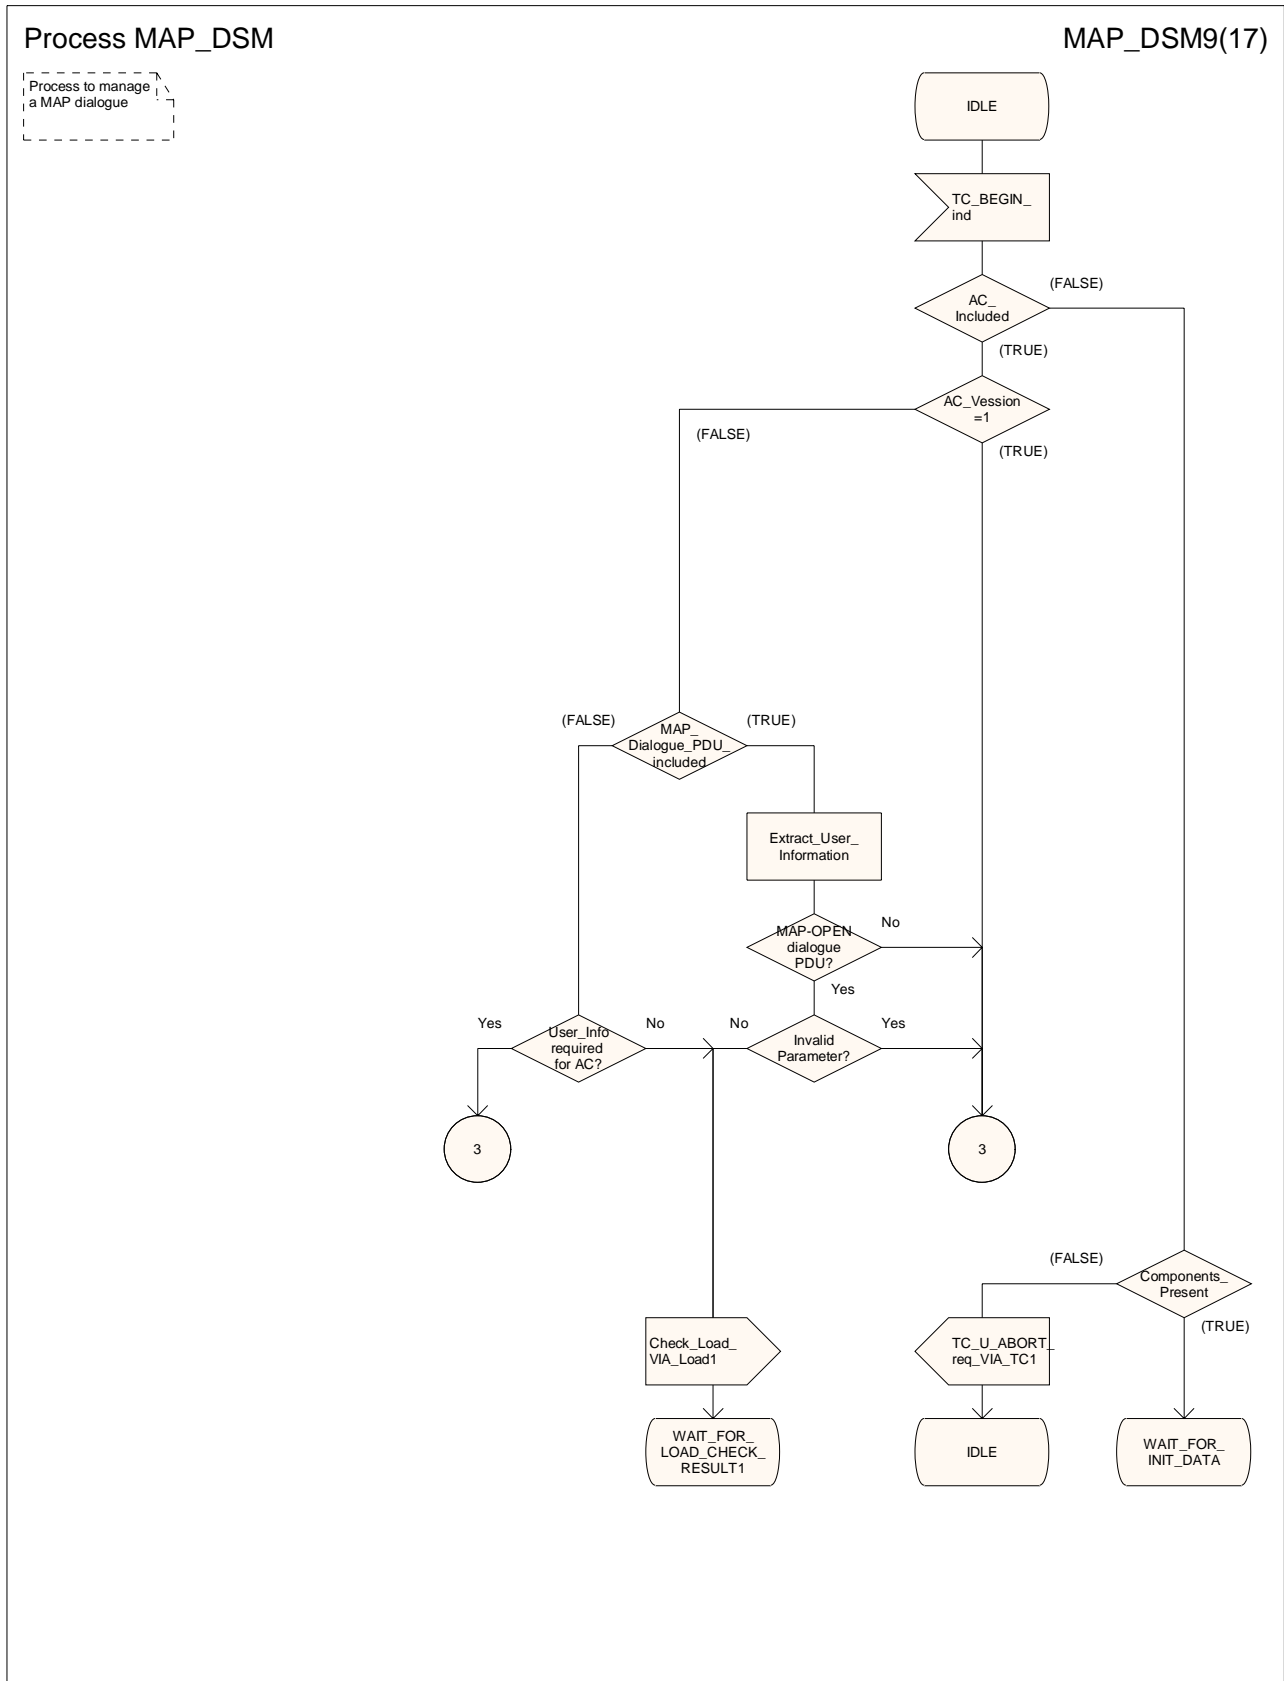 Process MAP_DSM
MAP_DSM9(17)
Process to manage
a MAP dialogue
IDLE
TC_BEGIN_
ind
AC_
Included
(FALSE)
(TRUE)
AC_Vession
=1
(FALSE)
(TRUE)
MAP_
Dialogue_PDU_
included
(FALSE)
(TRUE)
Extract_User_
Information
MAP-OPEN
dialogue
PDU?
No
Yes
User_Info
required
for AC?
Yes
No
Invalid
Parameter?
No
Yes
3
3
Components_
Present
(FALSE)
(TRUE)
Check_Load_
VIA_Load1
TC_U_ABORT_
req_VIA_TC1
WAIT_FOR_
LOAD_CHECK_
RESULT1
IDLE
WAIT_FOR_
INIT_DATA